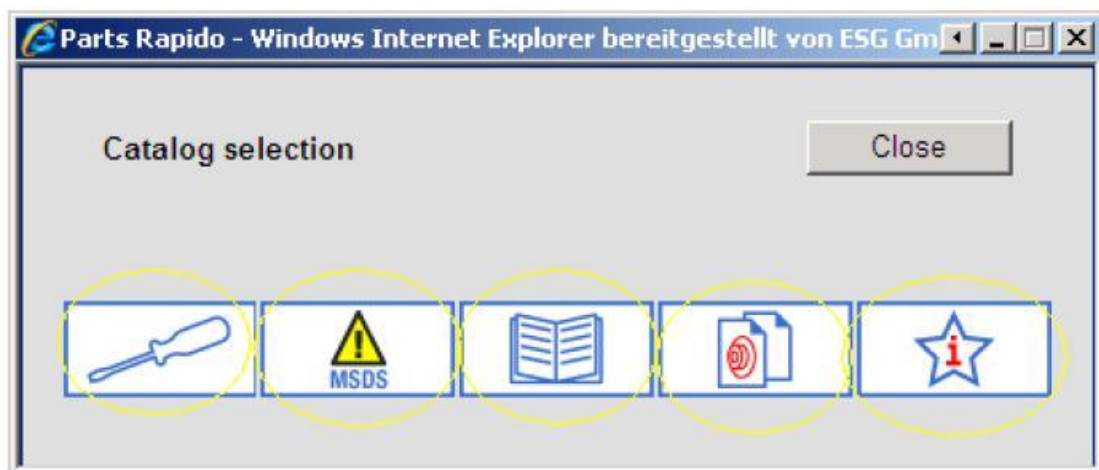 Parts Rapido - Windows Internet Explorer bereitgestellt von ESG Gm
Catalog selection
Close
MSDS
i